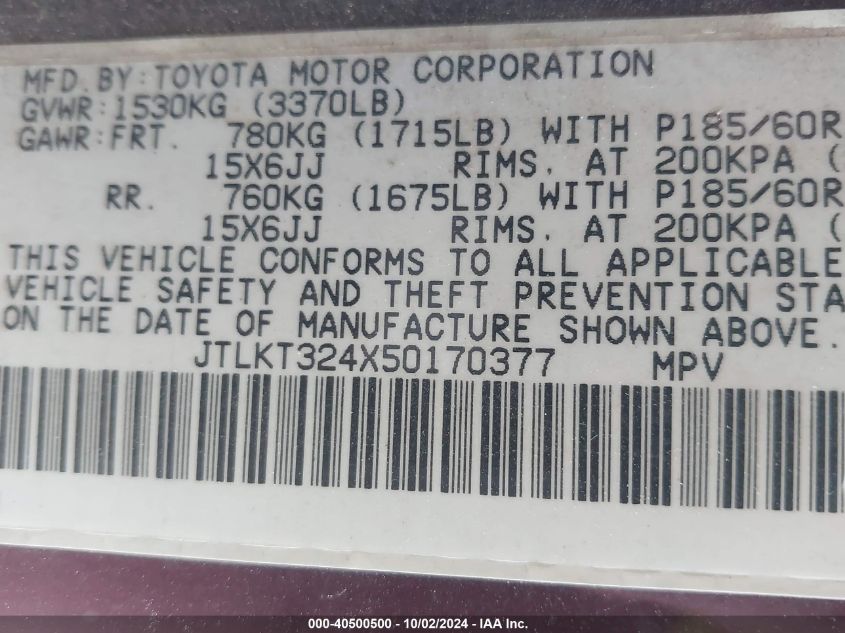 MFD. BY: TOYOTA MOTOR CORPORATION
GVWR: 1530KG (3370LB)
GAWR: FRT. 780KG (1715LB) WITH P185/60R
15X6JJ RIMS. AT 200KPA (
RR. 760KG (1675LB) WITH P185/60R
15X6JJ RIMS. AT 200KPA (
THIS VEHICLE CONFORMS TO ALL APPLICABLE
VEHICLE SAFETY AND THEFT PREVENTION STA
ON THE DATE OF MANUFACTURE SHOWN ABOVE.
JTLKT324X50170377 MPV
000-40500500 - 10/02/2024 - IAA Inc.